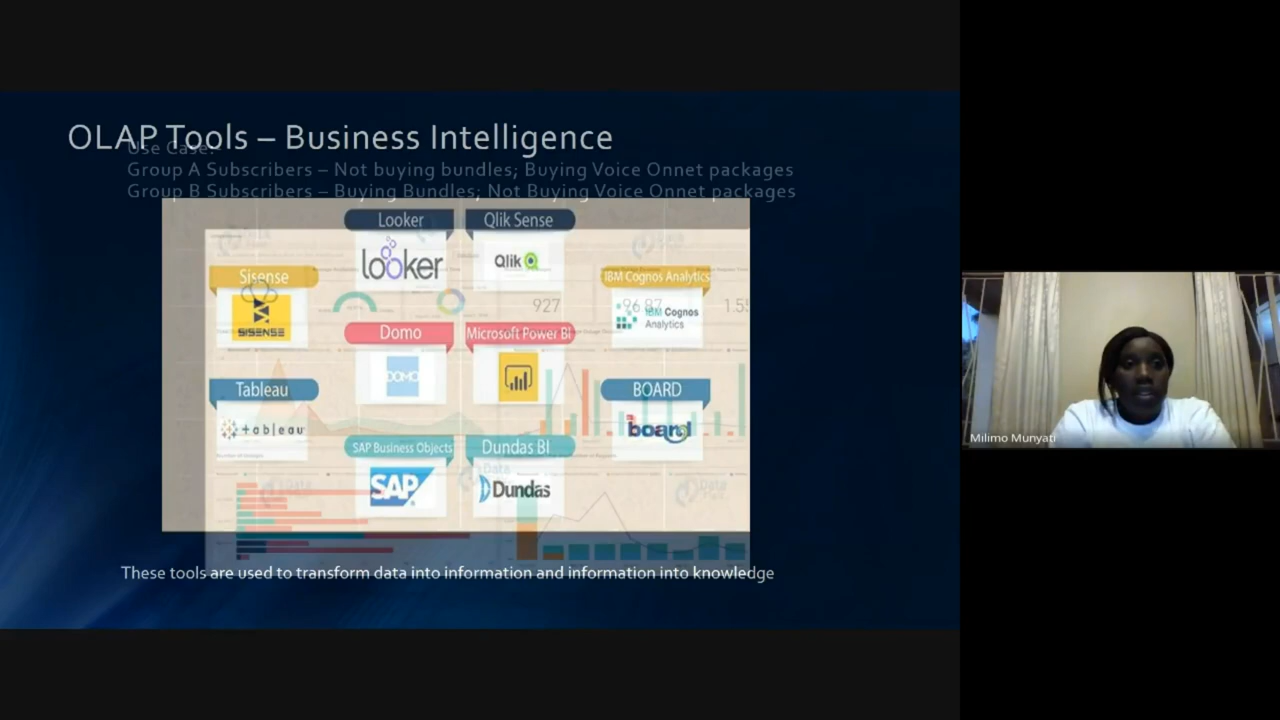 OLAP Tools – Business Intelligence
Use Case:
Group A Subscribers – Not buying bundles; Buying Voice Onnet packages
Group B Subscribers – Buying Bundles; Not Buying Voice Onnet packages
Looker
Qlik Sense
looker
Qlik
Sisense
IBM Cognos Analytics
SISENSE
927
96.87
IBM Cognos
Analytics
Domo
Microsoft Power BI
DOMO
Tableau
BOARD
+ableau
board
SAP Business Objects
Dundas BI
SAP
Dundas
These tools are used to transform data into information and information into knowledge
Milimo Munyati